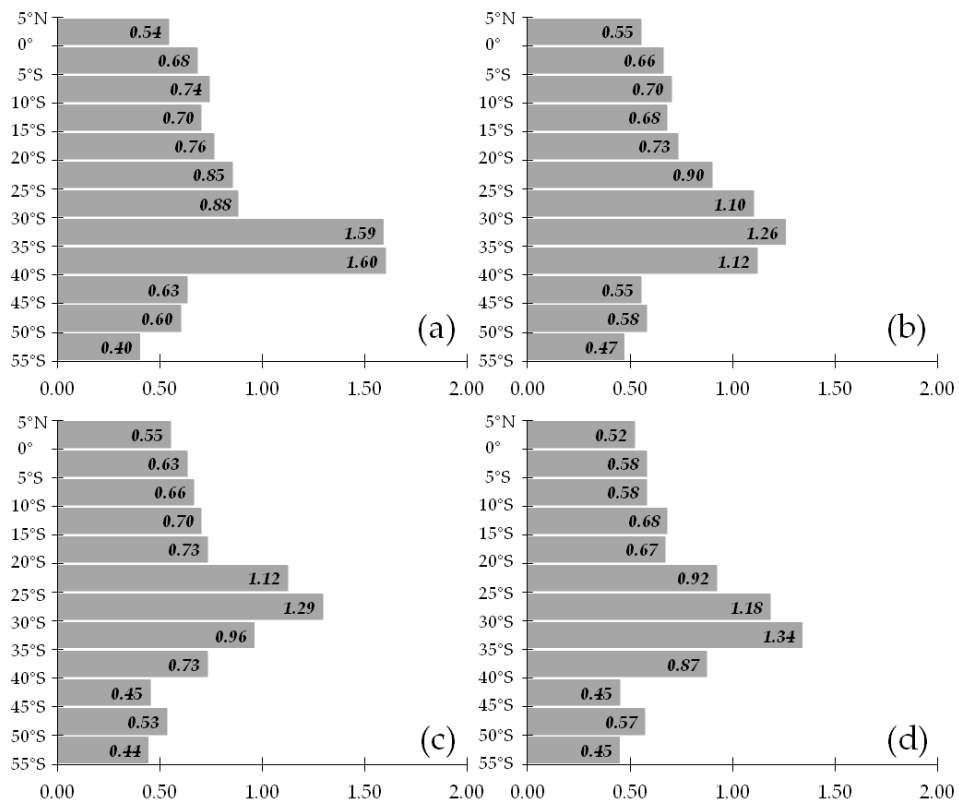 5°N
0.54
0°
0.68
5°S
0.74
10°S
0.70
15°S
0.76
20°S
0.85
25°S
0.88
30°S
1.59
35°S
1.60
40°S
0.63
45°S
0.60
50°S
0.40
55°S
(a)
0.00 0.50 1.00 1.50 2.00
5°N
0.55
0°
0.66
5°S
0.70
10°S
0.68
15°S
0.73
20°S
0.90
25°S
1.10
30°S
1.26
35°S
1.12
40°S
0.55
45°S
0.58
50°S
0.47
55°S
(b)
0.00 0.50 1.00 1.50 2.00
5°N
0.55
0°
0.63
5°S
0.66
10°S
0.70
15°S
0.73
20°S
1.12
25°S
1.29
30°S
0.96
35°S
0.73
40°S
0.45
45°S
0.53
50°S
0.44
55°S
(c)
0.00 0.50 1.00 1.50 2.00
5°N
0.52
0°
0.58
5°S
0.58
10°S
0.68
15°S
0.67
20°S
0.92
25°S
1.18
30°S
1.34
35°S
0.87
40°S
0.45
45°S
0.57
50°S
0.45
55°S
(d)
0.00 0.50 1.00 1.50 2.00